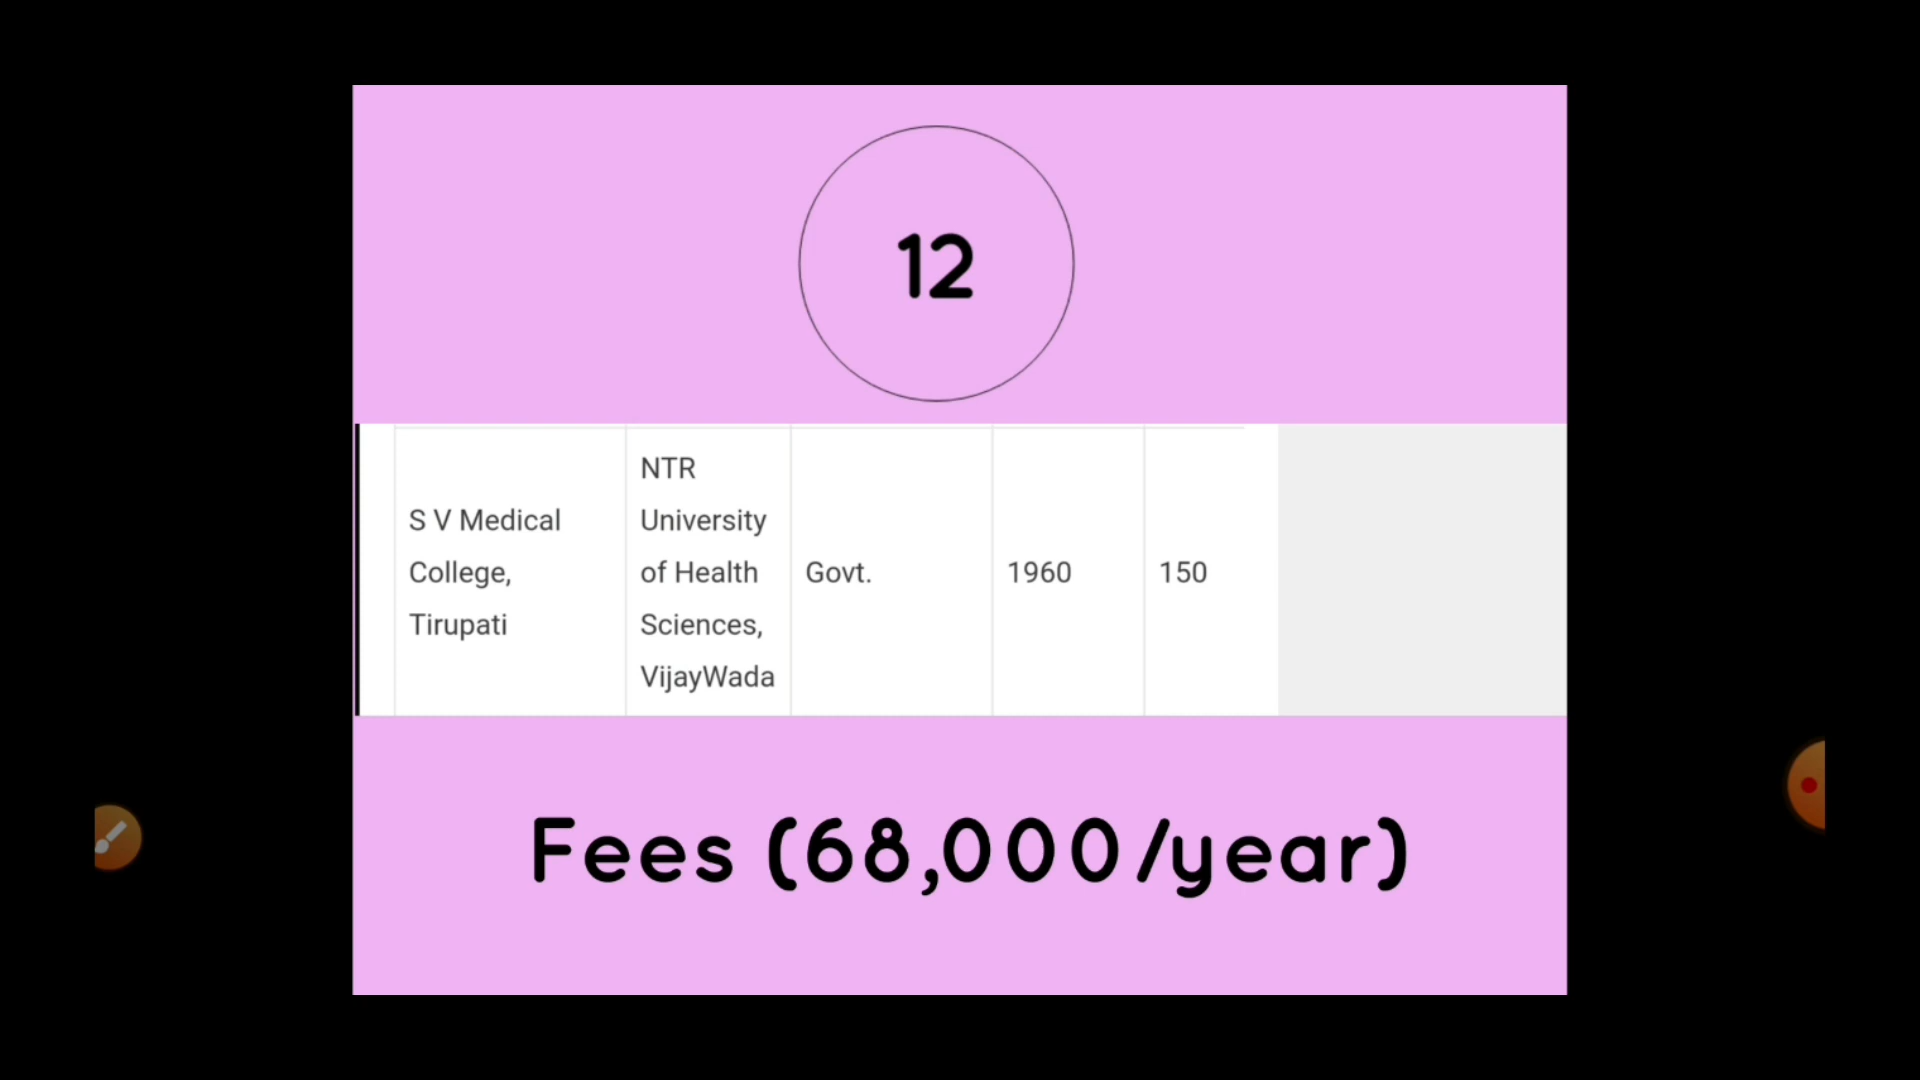 12
S V Medical
College,
Tirupati
NTR
University
of Health
Sciences,
VijayWada
Govt.
1960
150
Fees (68,000/year)